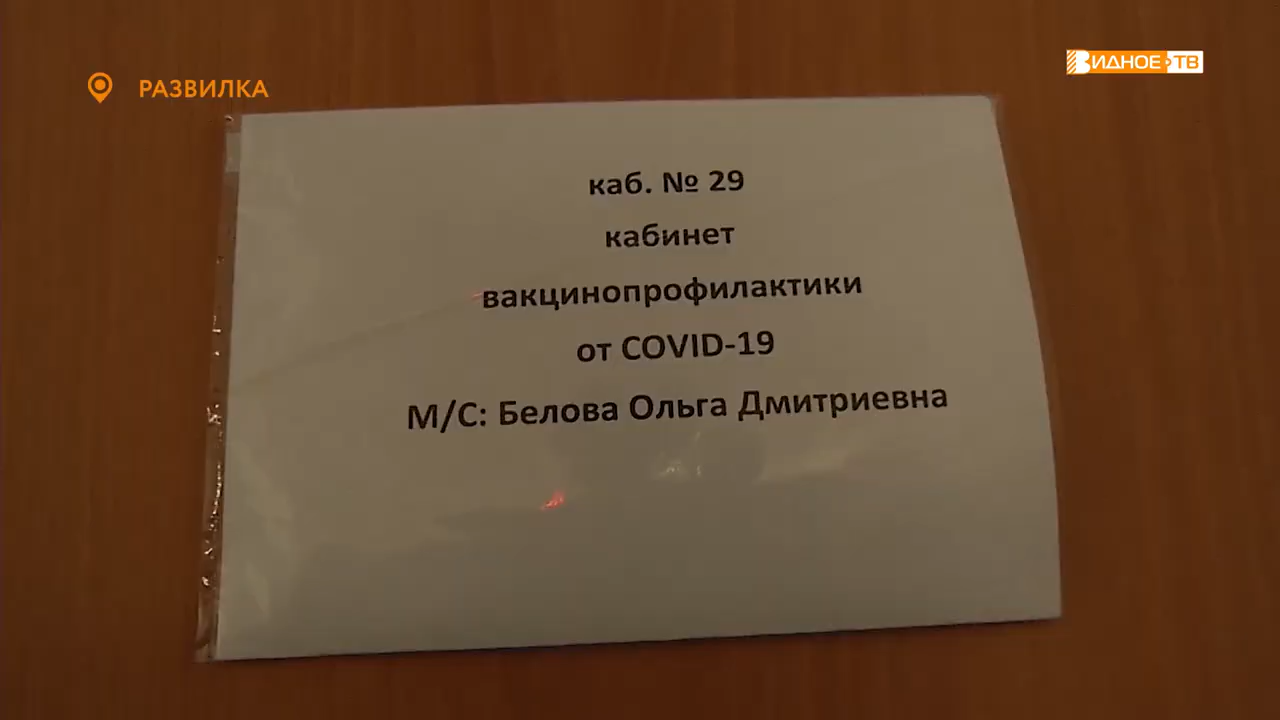 РАЗВИЛКА
ВИДНОЕ ТВ
каб. № 29
кабинет
вакцинопрофилактики
от COVID-19
М/С: Белова Ольга Дмитриевна